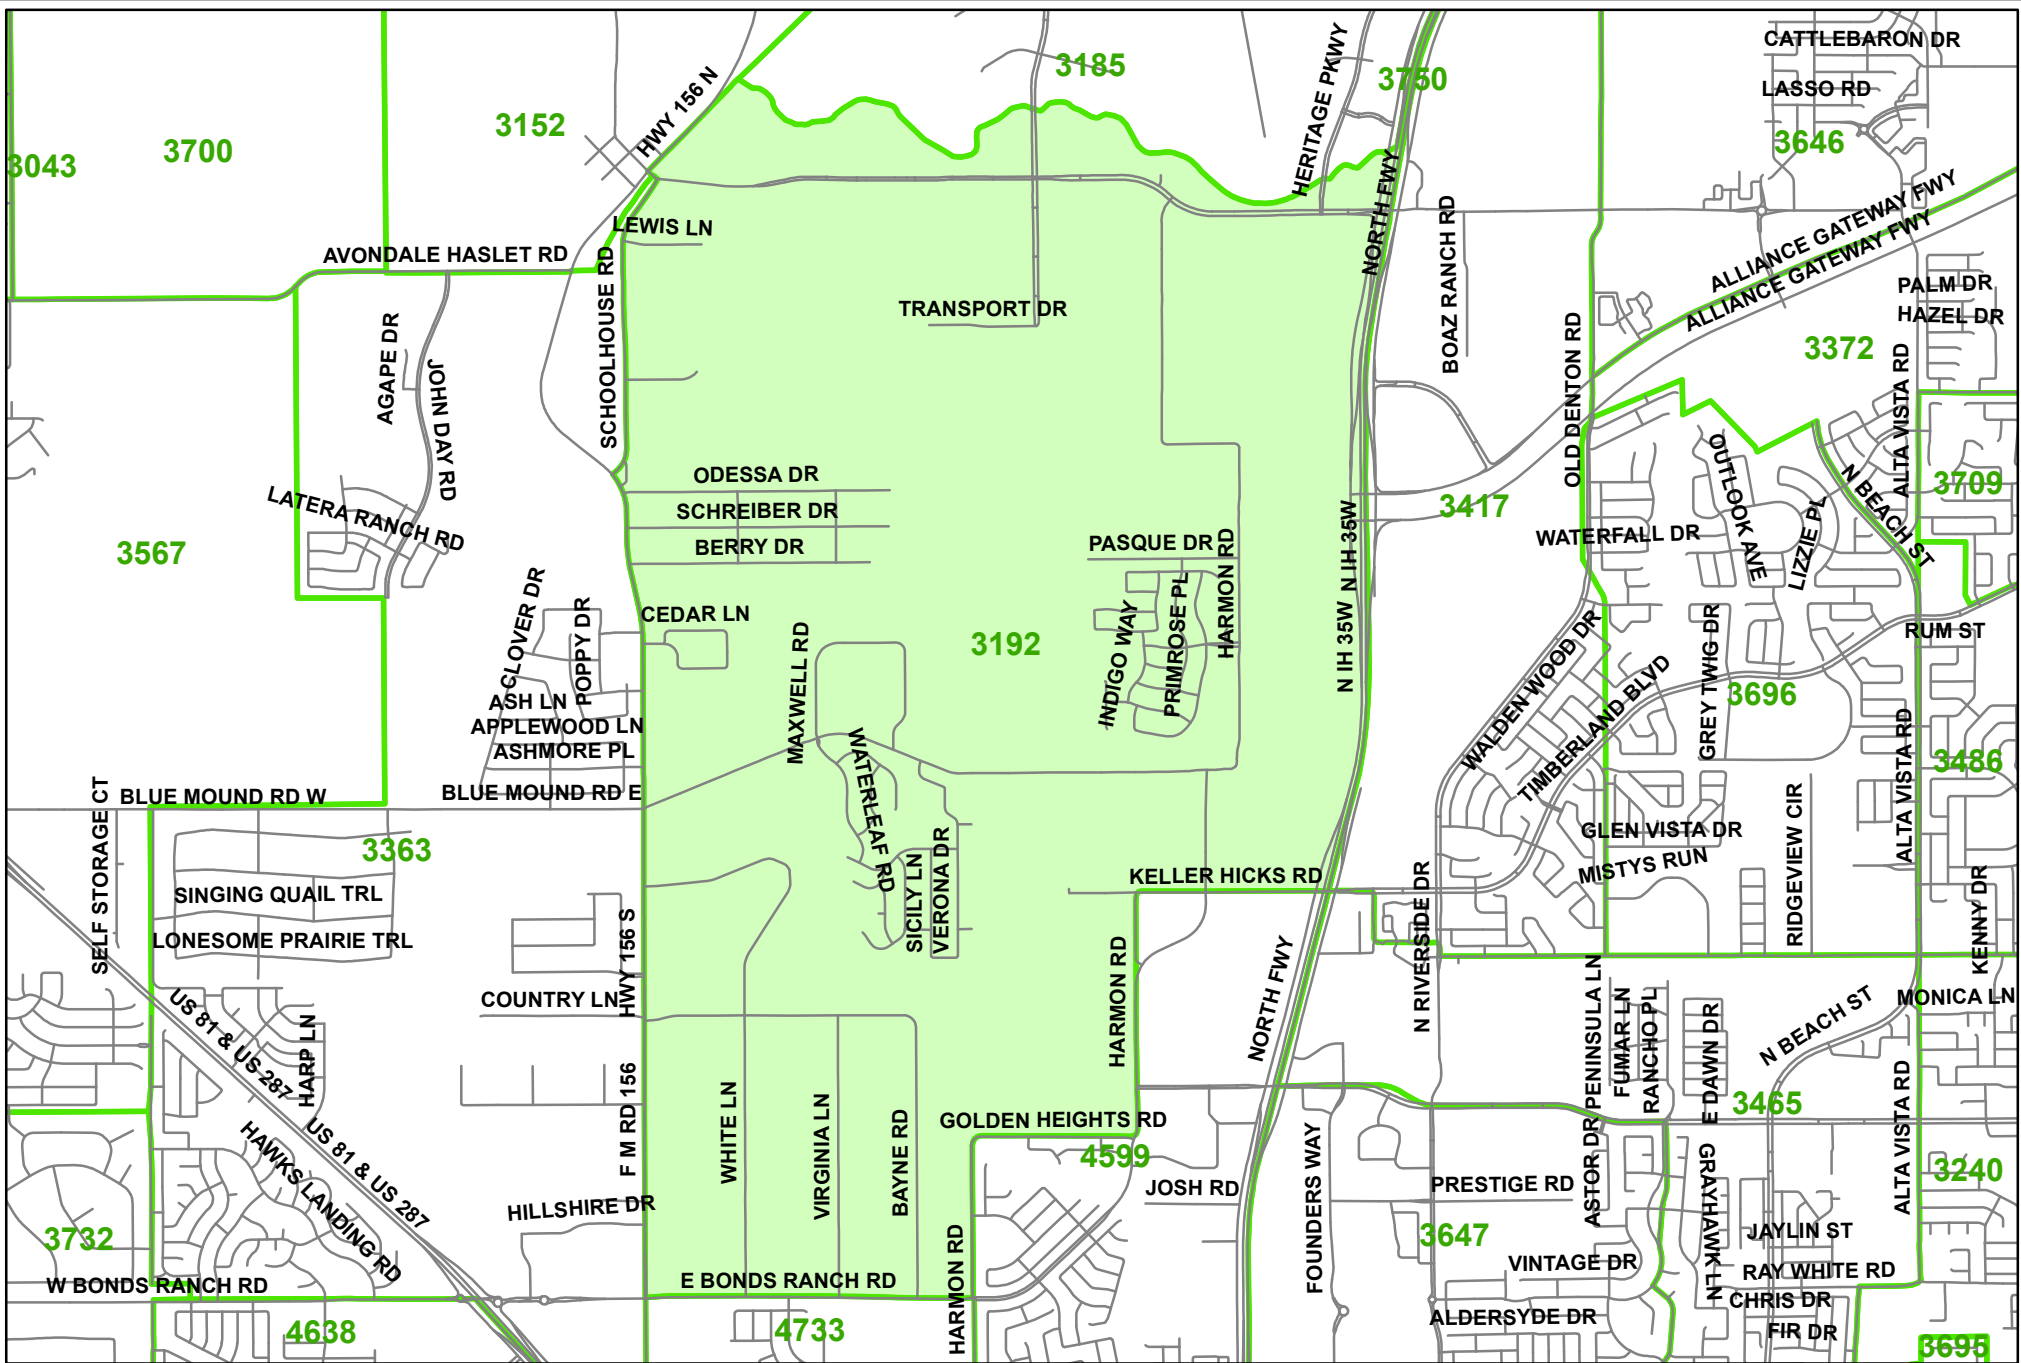 CATTLEBARON DR
3185
3750
LASSO RD
HWY 156 N
HERITAGE PKWY
3152
3700
3043
3646
NORTH FWY
ALLIANCE GATEWAY FWY
ALLIANCE GATEWAY FWY
BOAZ RANCH RD
LEWIS LN
AVONDALE HASLET RD
SCHOOLHOUSE RD
TRANSPORT DR
PALM DR
HAZEL DR
3372
OLD DENTON RD
ALTA VISTA RD
AGAPE DR
JOHN DAY RD
ODESSA DR
SCHREIBER DR
BERRY DR
LATERA RANCH RD
3567
3417
3709
OUTLOOK AVE
LIZZIE PL
N BEACH ST
WATERFALL DR
PASQUE DR
HARMON RD
N IH 35W
N IH 35W
CLOVER DR
POPPY DR
CEDAR LN
MAXWELL RD
3192
INDIGO WAY
PRIMROSE PL
RUM ST
WALDEN WOOD DR
TIMBERLAND BLVD
GREY TWIG DR
3696
ASH LN
APPLEWOOD LN
ASHMORE PL
WATERLEAF RD
ALTA VISTA RD
3486
SELF STORAGE CT
BLUE MOUND RD W
BLUE MOUND RD E
3363
GLEN VISTA DR
MISTYS RUN
RIDGEVIEW CIR
KELLER HICKS RD
SINGING QUAIL TRL
LONESOME PRAIRIE TRL
SICILY LN
VERONA DR
HWY 156 S
N RIVERSIDE DR
KENNY DR
COUNTRY LN
US 81 & US 287
HARP LN
HARMON RD
NORTH FWY
PENINSULA LN
FUMAR LN
RANCHO PL
E DAWN DR
N BEACH ST
MONICA LN
3465
F M RD 156
WHITE LN
VIRGINIA LN
BAYNE RD
GOLDEN HEIGHTS RD
4599
JOSH RD
FOUNDERS WAY
PRESTIGE RD
ASTOR DR
GRAYHAWK LN
ALTA VISTA RD
3240
US 81 & US 287
HAWKS LANDING RD
HILLSHIRE DR
3732
3647
JAYLIN ST
VINTAGE DR
RAY WHITE RD
W BONDS RANCH RD
E BONDS RANCH RD
HARMON RD
CHRIS DR
ALDERSYDE DR
FIR DR
4638
4733
3695